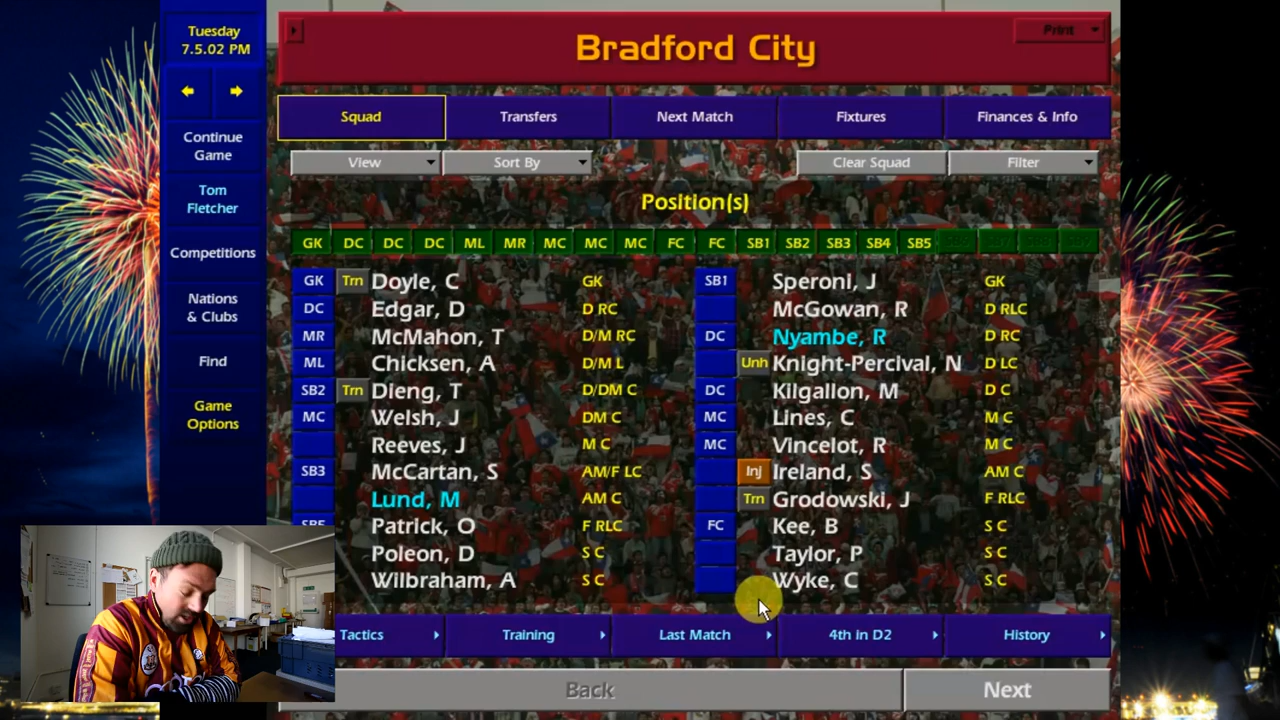 Tuesday
7.5.02 PM
Continue
Game
Tom
Fletcher
Competitions
Nations
& Clubs
Find
Game
Options
Bradford City
Print
Squad Transfers Next Match Fixtures Finances & Info
View Sort By Clear Squad Filter
Position(s)
GK DC DC DC ML MR MC MC MC FC FC SB1 SB2 SB3 SB4 SB5
GK Trn Doyle, C GK SB1 Speroni, J GK
DC Edgar, D D RC McGowan, R D RLC
MR McMahon, T D/M RC DC Nyambe, R D RC
ML Chicksen, A D/M L Unh Knight-Percival, N D LC
SB2 Trn Dieng, T D/DM C DC Kilgallon, M D C
MC Welsh, J DM C MC Lines, C M C
Reeves, J M C MC Vincelot, R M C
SB3 McCartan, S AM/F LC Inj Ireland, S AM C
Lund, M AM C Trn Grodowski, J F RLC
Patrick, O F RLC FC Kee, B S C
Poleon, D S C Taylor, P S C
Wilbraham, A S C Wyke, C S C
Tactics Training Last Match 4th in D2 History
Back Next